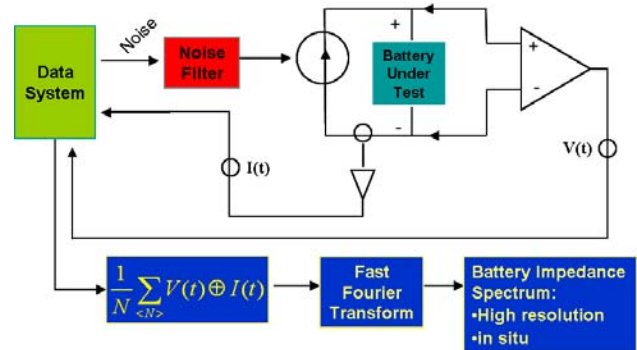 Data
System
Noise
Noise
Filter
+
Battery
Under
Test
-
+
-
I(t)
V(t)
1/N ∑<N> V(t)⊕I(t)
Fast
Fourier
Transform
Battery Impedance
Spectrum:
•High resolution
•in situ